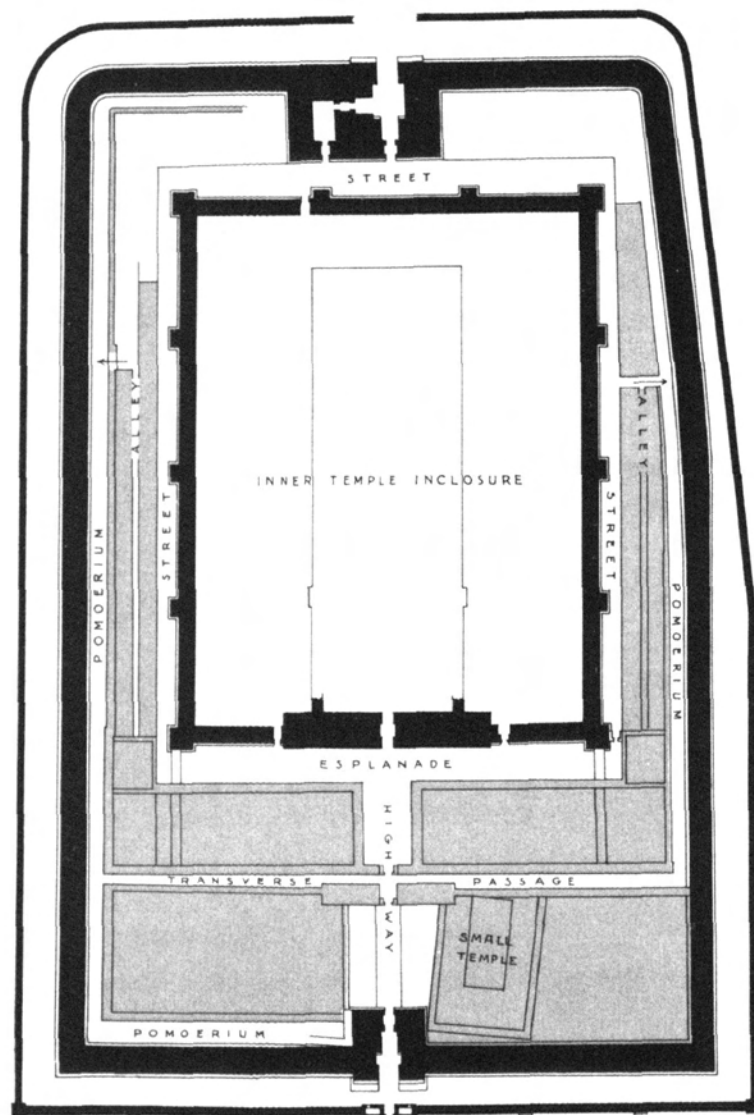 STREET
ALLEY
ALLEY
INNER TEMPLE INCLOSURE
STREET
STREET
POMOERIUM
POMOERIUM
ESPLANADE
HIGH
TRANSVERSE
PASSAGE
WAY
SMALL
TEMPLE
POMOERIUM